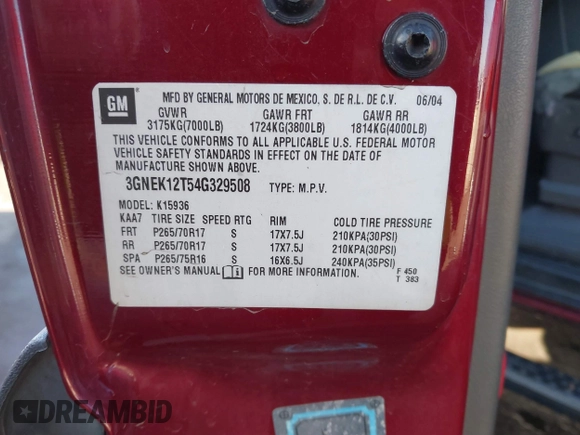 GM
MFD BY GENERAL MOTORS DE MEXICO, S. DE R.L. DE C.V. 06/04
GVWR GAWR FRT GAWR RR
3175KG(7000LB) 1724KG(3800LB) 1814KG(4000LB)
THIS VEHICLE CONFORMS TO ALL APPLICABLE U.S. FEDERAL MOTOR
VEHICLE SAFETY STANDARDS IN EFFECT ON THE DATE OF
MANUFACTURE SHOWN ABOVE.
3GNEK12T54G329508 TYPE: M.P.V.
MODEL: K15936
KAA7 TIRE SIZE SPEED RTG RIM COLD TIRE PRESSURE
FRT P265/70R17 S 17X7.5J 210KPA(30PSI)
RR P265/70R17 S 17X7.5J 210KPA(30PSI)
SPA P265/75R16 S 16X6.5J 240KPA(35PSI)
SEE OWNER'S MANUAL i FOR MORE INFORMATION.
F 450
T 383
DREAMBID